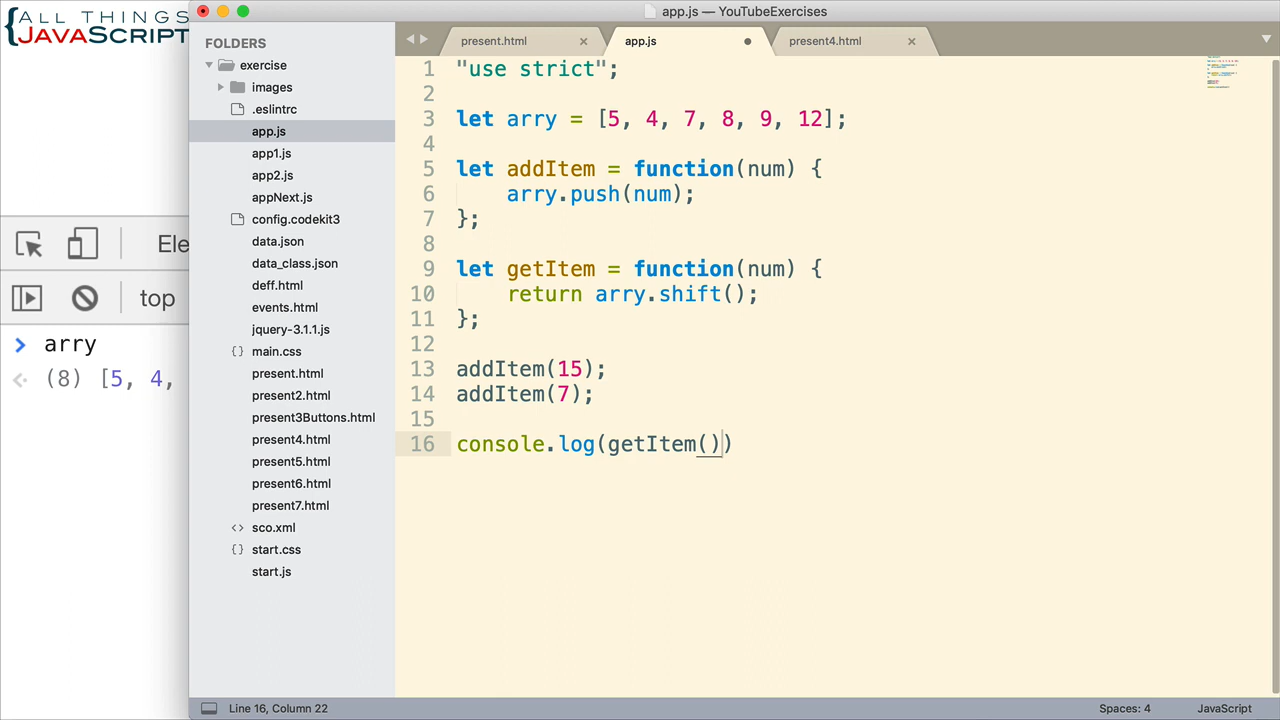 ALL THINGS
JAVASCRIPT
app.js — YouTubeExercises
FOLDERS
exercise
images
.eslintrc
app.js
app1.js
app2.js
appNext.js
config.codekit3
data.json
data_class.json
deff.html
events.html
jquery-3.1.1.js
main.css
present.html
present2.html
present3Buttons.html
present4.html
present5.html
present6.html
present7.html
sco.xml
start.css
start.js
present.html
app.js
present4.html
1 "use strict";
2
3 let arry = [5, 4, 7, 8, 9, 12];
4
5 let addItem = function(num) {
6 arry.push(num);
7 };
8
9 let getItem = function(num) {
10 return arry.shift();
11 };
12
13 addItem(15);
14 addItem(7);
15
16 console.log(getItem())
Ele
top
> arry
(8) [5, 4,
Line 16, Column 22
Spaces: 4
JavaScript